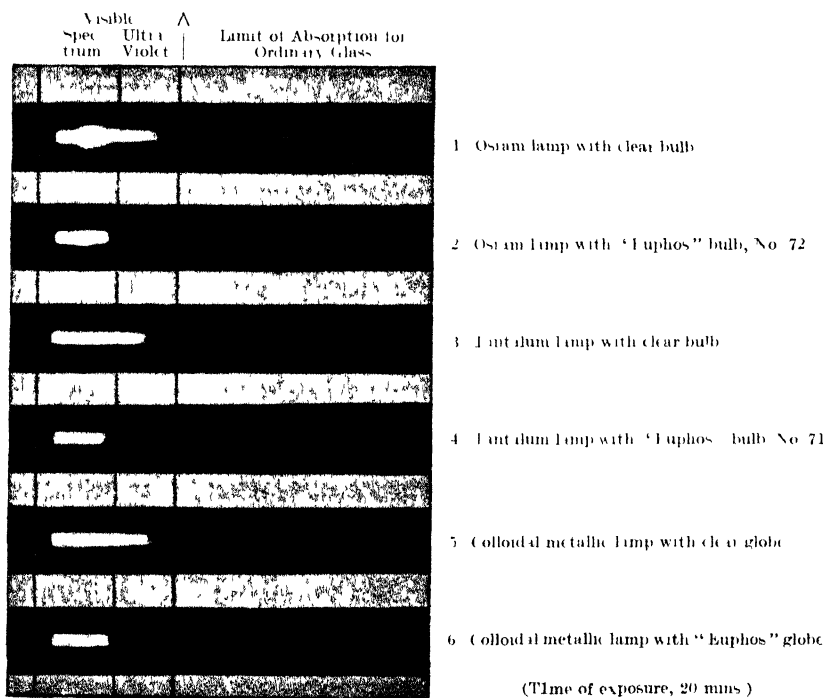 Visible
Spectrum
Ultra Violet
Limit of Absorption for
Ordinary Glass
1 Osram lamp with clear bulb
2 Osram lamp with "Euphos" bulb, No 72
3 Tantalum lamp with clear bulb
4 Tantalum lamp with "Euphos" bulb No 71
5 Colloidal metallic lamp with clear globe
6 Colloidal metallic lamp with "Euphos" globe
(Time of exposure, 20 mins)